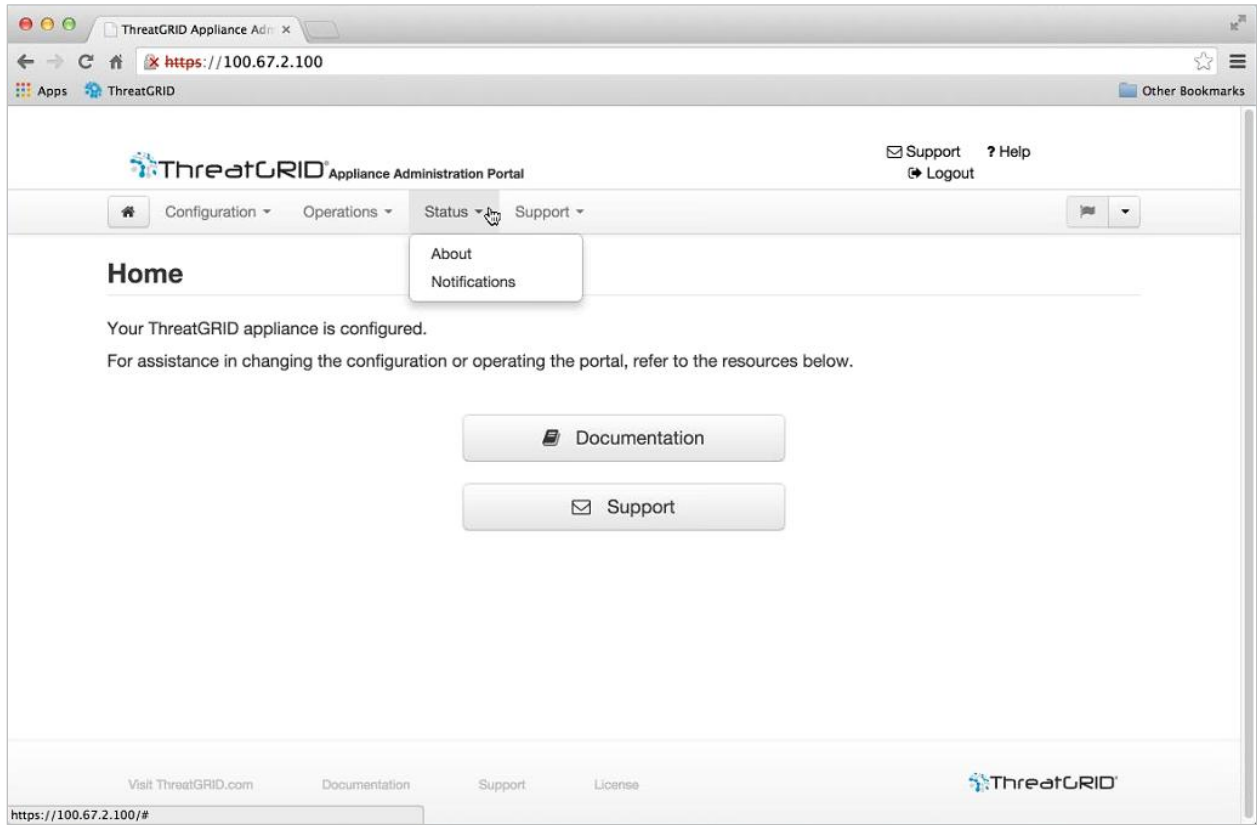 ThreatGRID Appliance Adm
https://100.67.2.100
Apps ThreatGRID Other Bookmarks
ThreatGRID® Appliance Administration Portal
Support ? Help
Logout
Configuration Operations Status Support
About
Notifications
Home
Your ThreatGRID appliance is configured.
For assistance in changing the configuration or operating the portal, refer to the resources below.
Documentation
Support
Visit ThreatGRID.com Documentation Support License ThreatGRID®
https://100.67.2.100/#